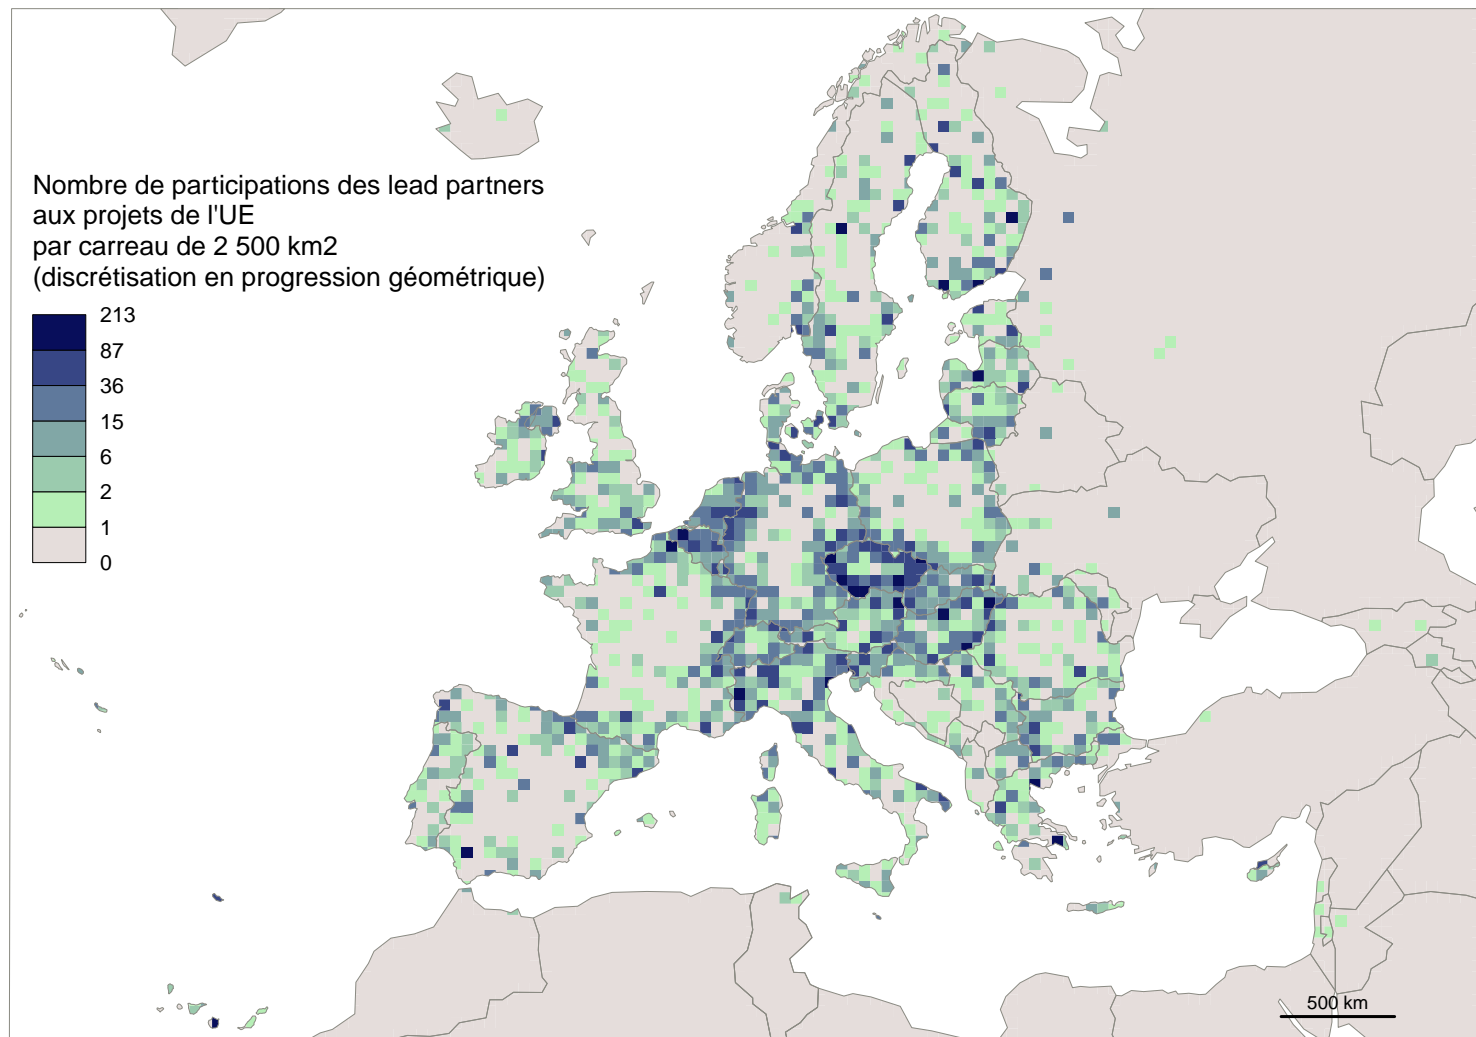 Nombre de participations des lead partners
aux projets de l'UE
par carreau de 2 500 km2
(discrétisation en progression géométrique)
213
87
36
15
6
2
1
0
500 km